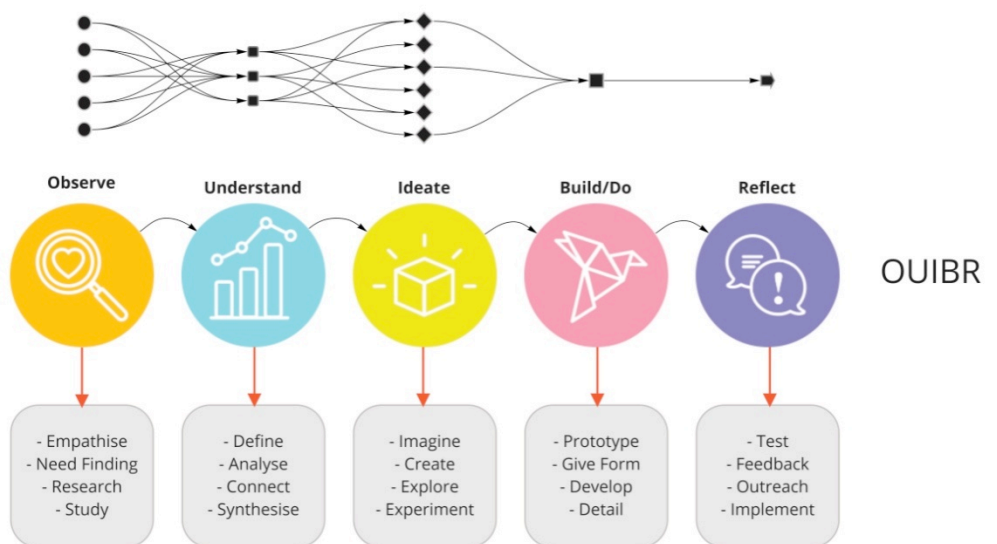 Observe
Understand
Ideate
Build/Do
Reflect
OUIBR
- Empathise
- Need Finding
- Research
- Study
- Define
- Analyse
- Connect
- Synthesise
- Imagine
- Create
- Explore
- Experiment
- Prototype
- Give Form
- Develop
- Detail
- Test
- Feedback
- Outreach
- Implement